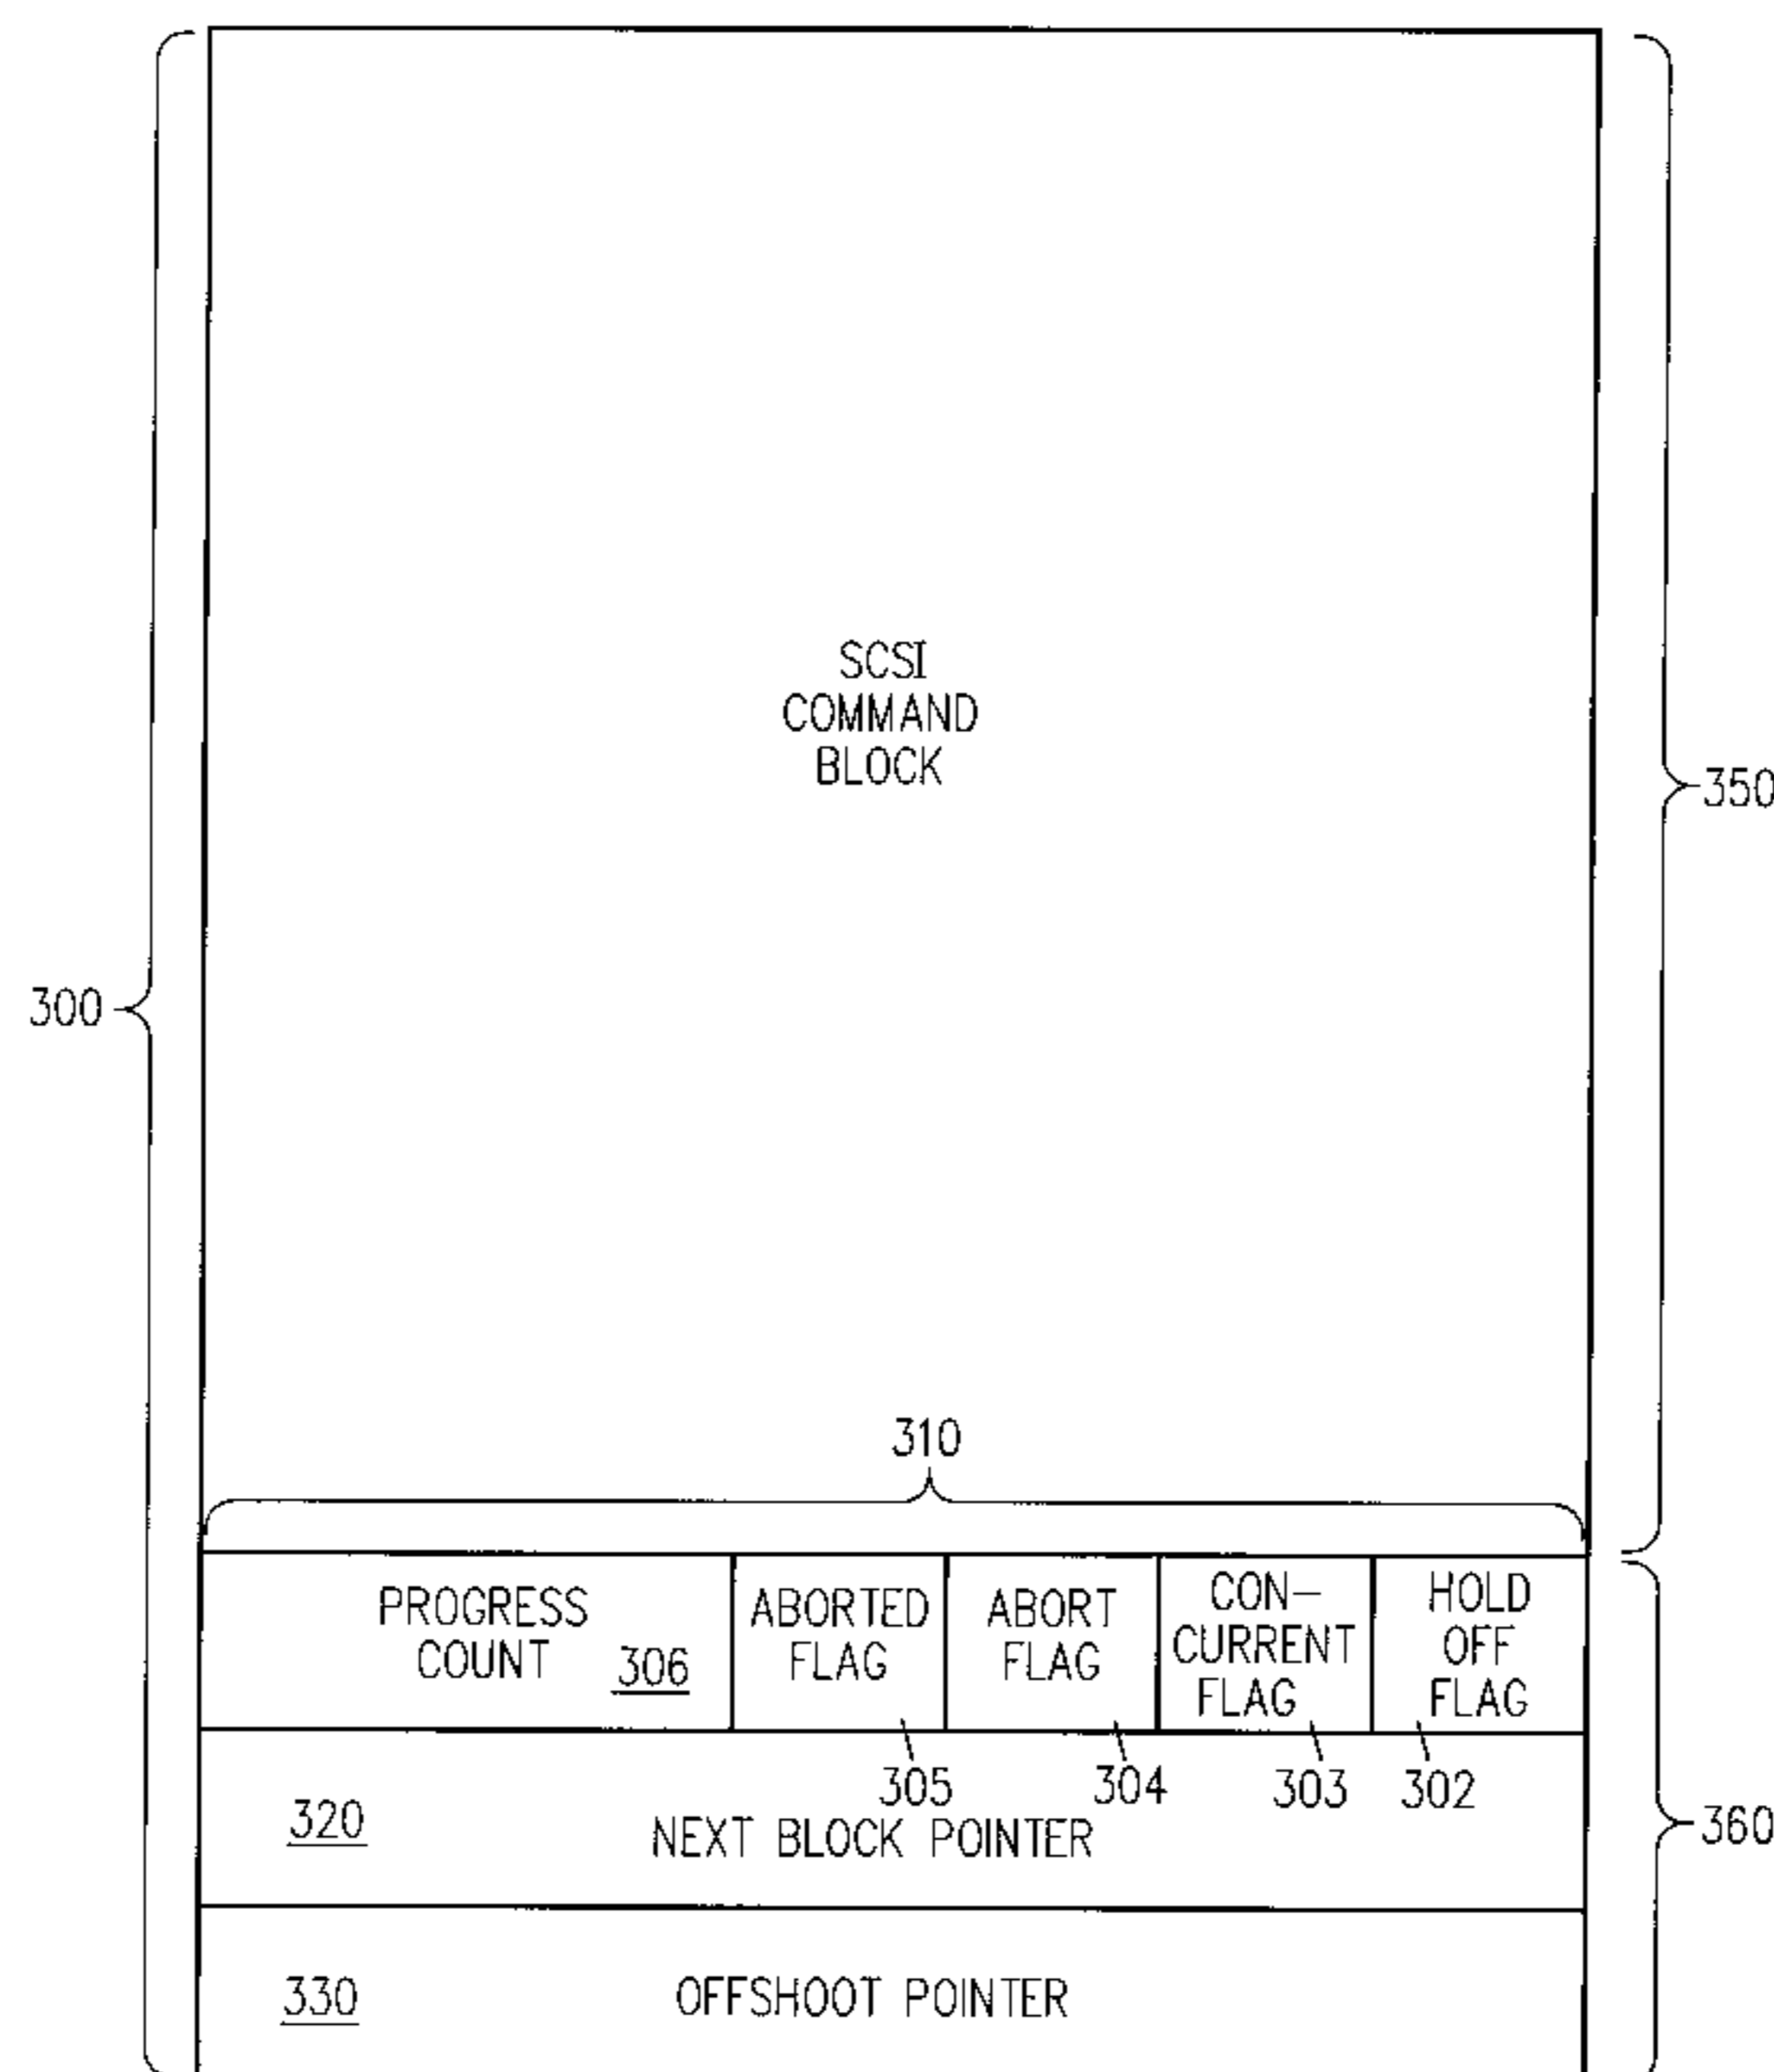 SCSI
COMMAND
BLOCK
350
300
310
PROGRESS
COUNT 306
ABORTED
FLAG
ABORT
FLAG
CON-
CURRENT
FLAG
HOLD
OFF
FLAG
305
304
303
302
320
NEXT BLOCK POINTER
360
330
OFFSHOOT POINTER